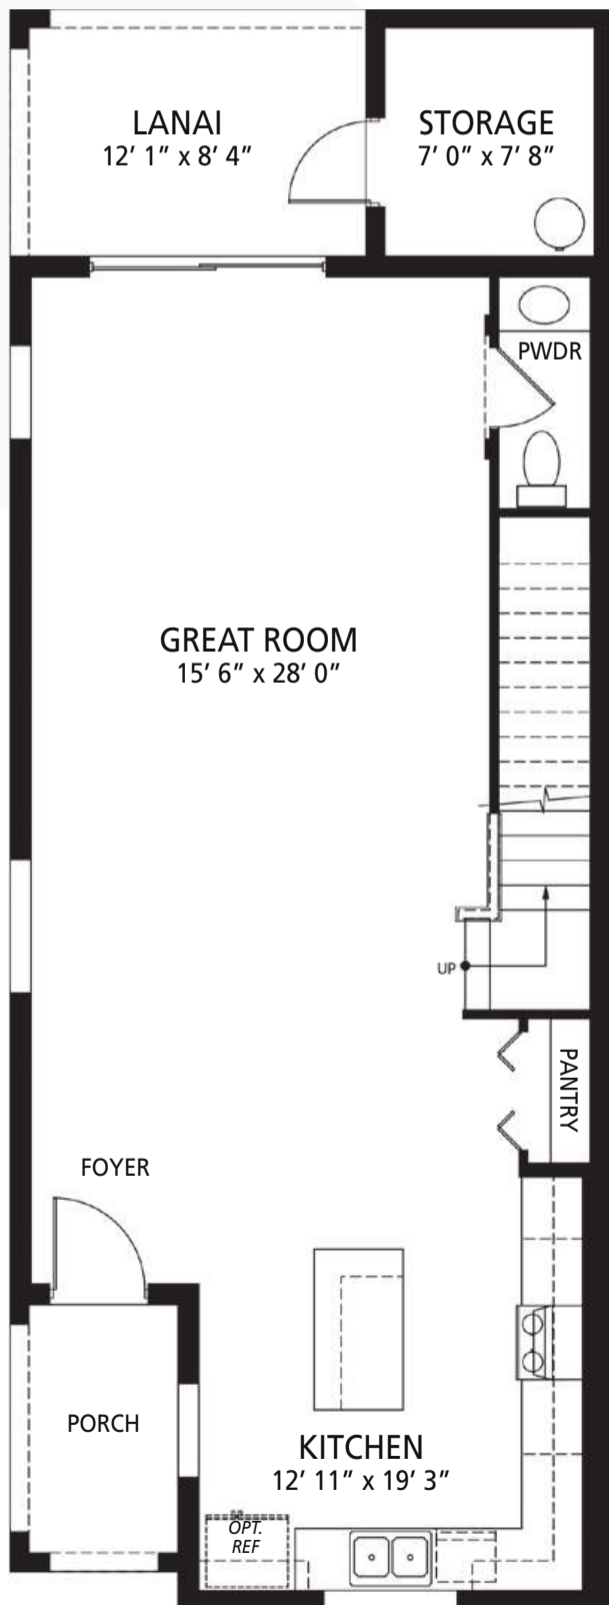 LANAI
12’ 1” x 8’ 4”
STORAGE
7’ 0” x 7’ 8”
PWDR
GREAT ROOM
15’ 6” x 28’ 0”
UP
PANTRY
FOYER
PORCH
KITCHEN
12’ 11” x 19’ 3”
OPT.
REF